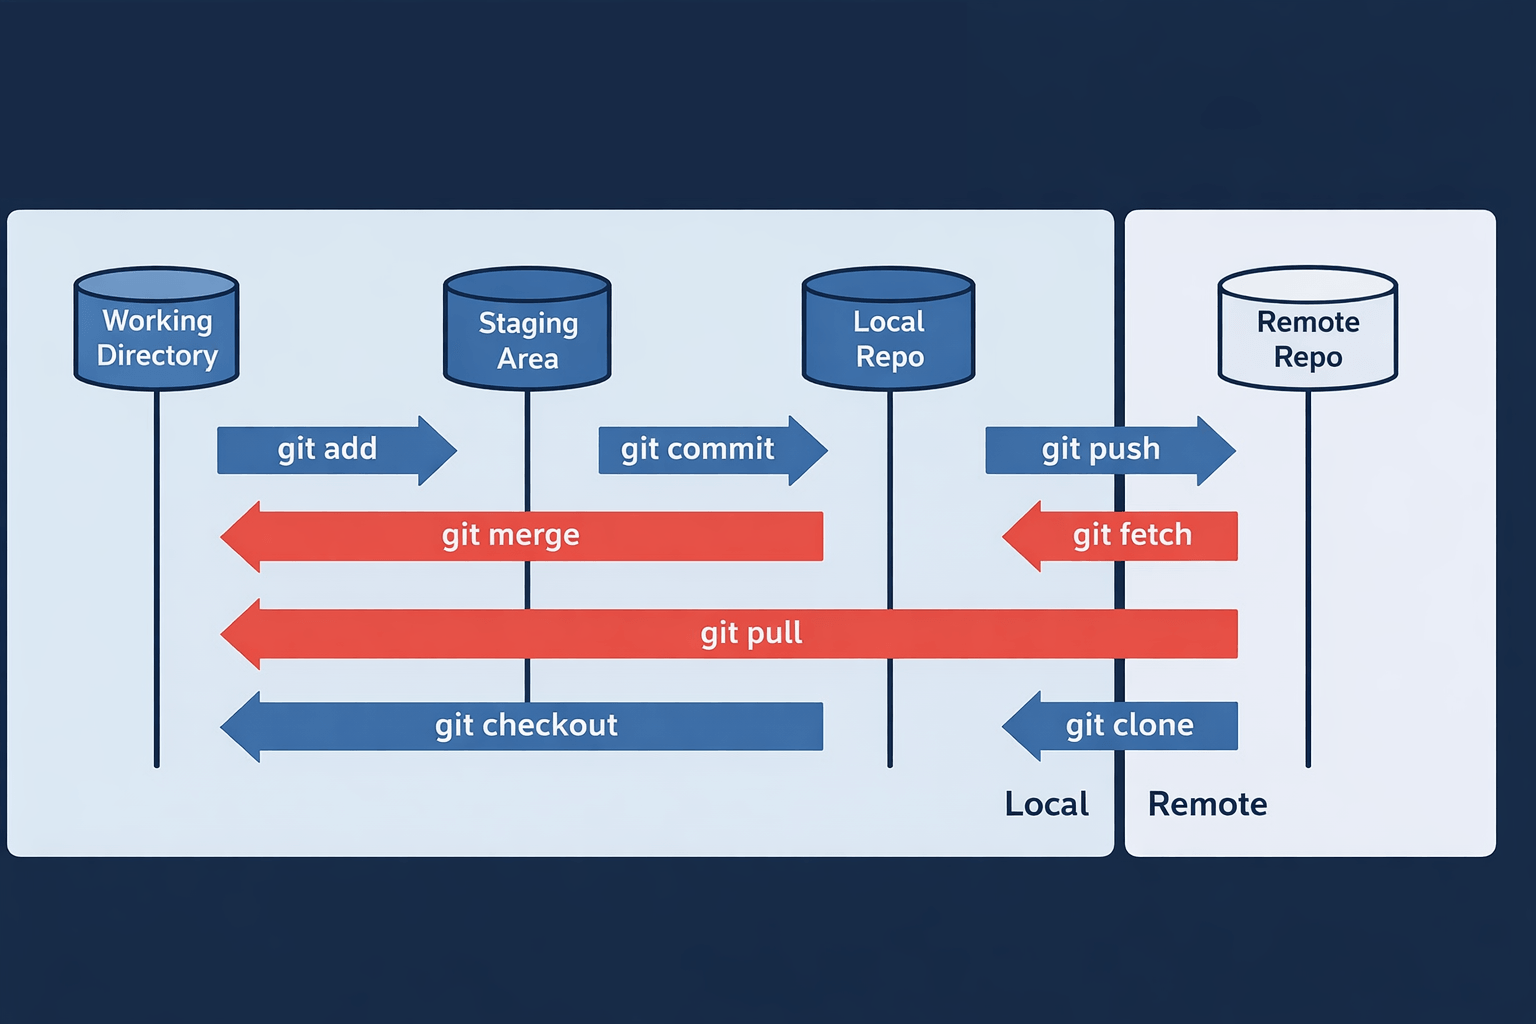 Working
Directory
Staging
Area
Local
Repo
Remote
Repo
git add
git commit
git push
git merge
git fetch
git pull
git checkout
git clone
Local
Remote